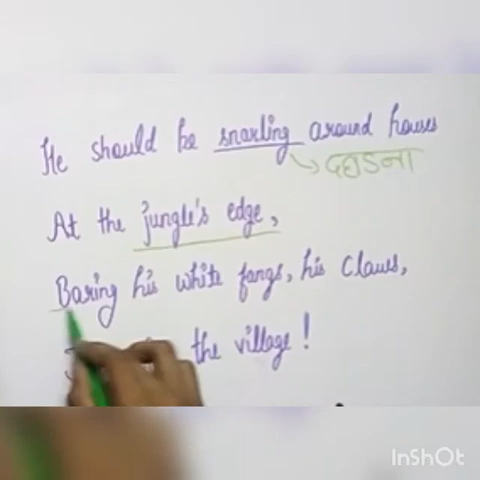 He should be snarling around houses
दहाडना
At the jungle's edge,
Baring his white fangs, his claws,
the village!
InShOt